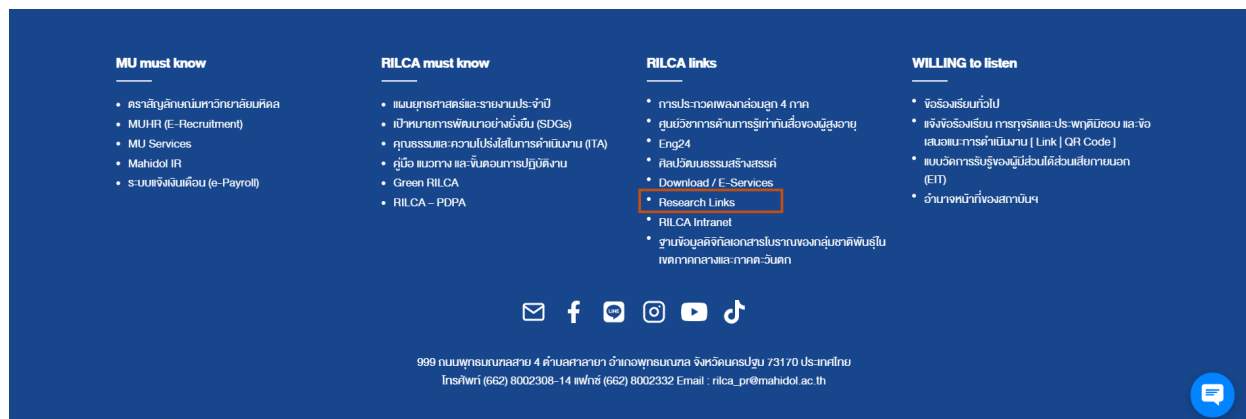 MU must know
ตราสัญลักษณ์มหาวิทยาลัยมหิดล
MUHR (E-Recruitment)
MU Services
Mahidol IR
ระบบแจ้งเงินเดือน (e-Payroll)
RILCA must know
แผนยุทธศาสตร์และรายงานประจำปี
เป้าหมายการพัฒนาอย่างยั่งยืน (SDGs)
คุณธรรมและความโปร่งใสในการดำเนินงาน (ITA)
คู่มือ แนวทาง และขั้นตอนการปฏิบัติงาน
Green RILCA
RILCA – PDPA
RILCA links
การประกวดเพลงกล่อมลูก 4 ภาค
ศูนย์วิชาการด้านการรู้เท่าทันสื่อของผู้สูงอายุ
Eng24
ศิลปวัฒนธรรมสร้างสรรค์
Download / E-Services
Research Links
RILCA Intranet
ฐานข้อมูลดิจิทัลเอกสารโบราณของกลุ่มชาติพันธุ์ใน
เขตภาคกลางและภาคตะวันตก
WILLING to listen
ข้อร้องเรียนทั่วไป
แจ้งข้อร้องเรียน การทุจริตและประพฤติมิชอบ และข้อ
เสนอแนะการดำเนินงาน [ Link | QR Code ]
แบบวัดการรับรู้ของผู้มีส่วนได้ส่วนเสียภายนอก
(EIT)
อำนาจหน้าที่ของสถาบันฯ
LINE
999 ถนนพุทธมณฑลสาย 4 ตำบลศาลายา อำเภอพุทธมณฑล จังหวัดนครปฐม 73170 ประเทศไทย
โทรศัพท์ (662) 8002308-14 แฟกซ์ (662) 8002332 Email : rilca_pr@mahidol.ac.th